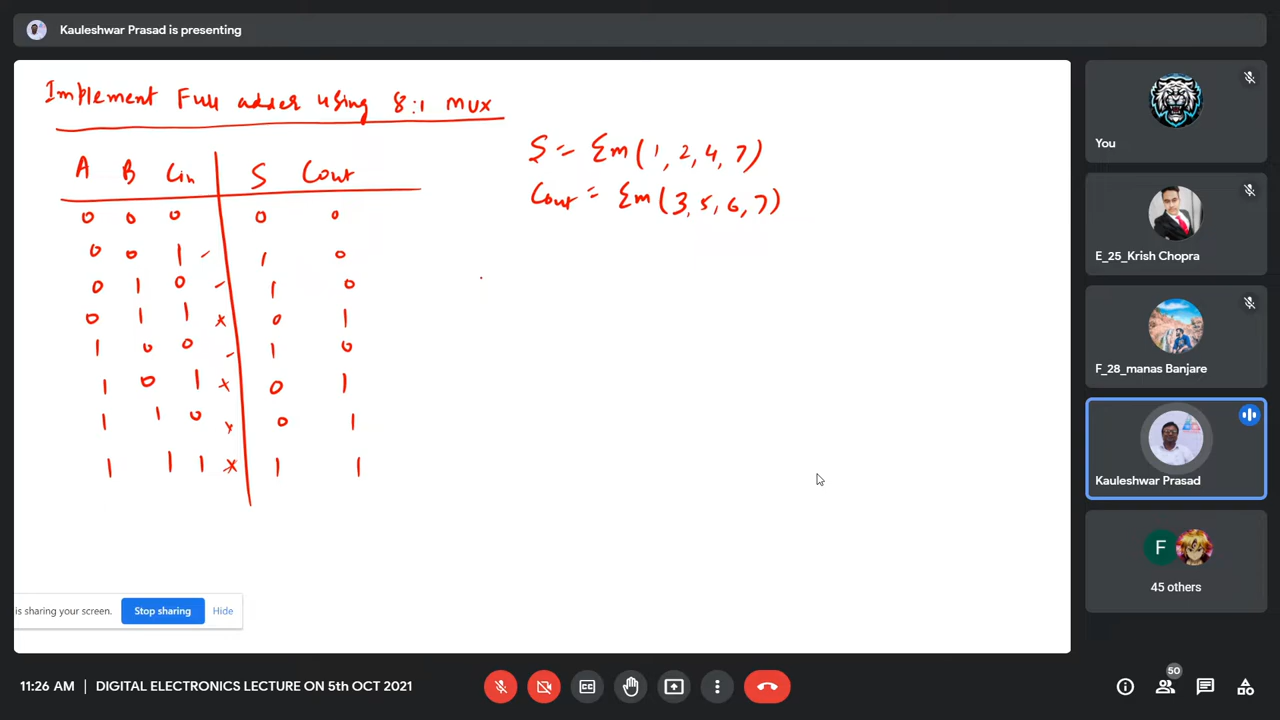 Kauleshwar Prasad is presenting
Implement Full adder using 8:1 MUX
A B Cin S Cout
0 0 0 0 0
0 0 1 1 0
0 1 0 1 0
0 1 1 0 1
1 0 0 1 0
1 0 1 0 1
1 1 0 0 1
1 1 1 1 1
S = Σm(1, 2, 4, 7)
Cout = Σm(3, 5, 6, 7)
is sharing your screen. Stop sharing Hide
You
E_25_Krish Chopra
F_28_manas Banjare
Kauleshwar Prasad
F
45 others
11:26 AM | DIGITAL ELECTRONICS LECTURE ON 5th OCT 2021
50